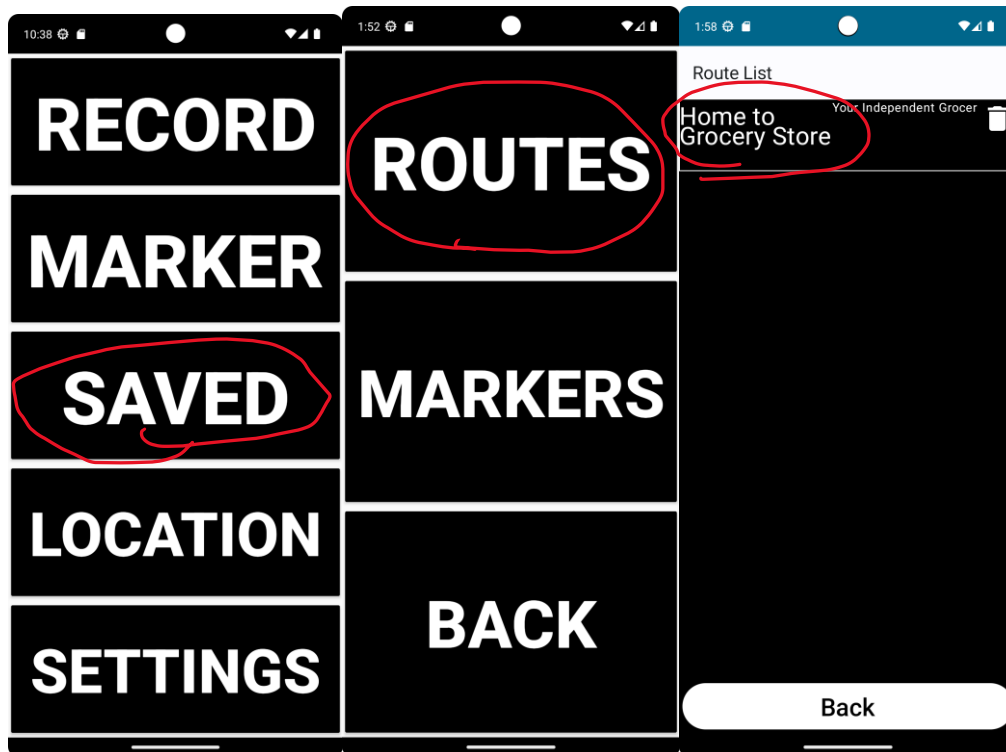 10:38
RECORD
MARKER
SAVED
LOCATION
SETTINGS
1:52
ROUTES
MARKERS
BACK
1:58
Route List
Home to
Grocery Store
Your Independent Grocer
Back